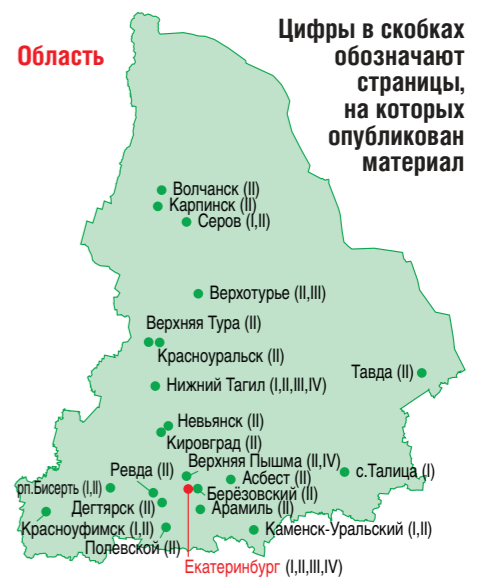 Область
Цифры в скобках
обозначают
страницы,
на которых
опубликован
материал
Волчанск (II)
Карпинск (II)
Серов (I,II)
Верхотурье (II,III)
Верхняя Тура (II)
Красноуральск (II)
Тавда (II)
Нижний Тагил (I,II,III,IV)
Невьянск (II)
Кировград (II)
Верхняя Пышма (II,IV)
с.Талица (I)
Ревда (II)
Асбест (II)
рп.Бисерть (I,II)
Берёзовский (II)
Дегтярск (II)
Арамиль (II)
Красноуфимск (I,II)
Каменск-Уральский (I,II)
Полевской (II)
Екатеринбург (I,II,III,IV)